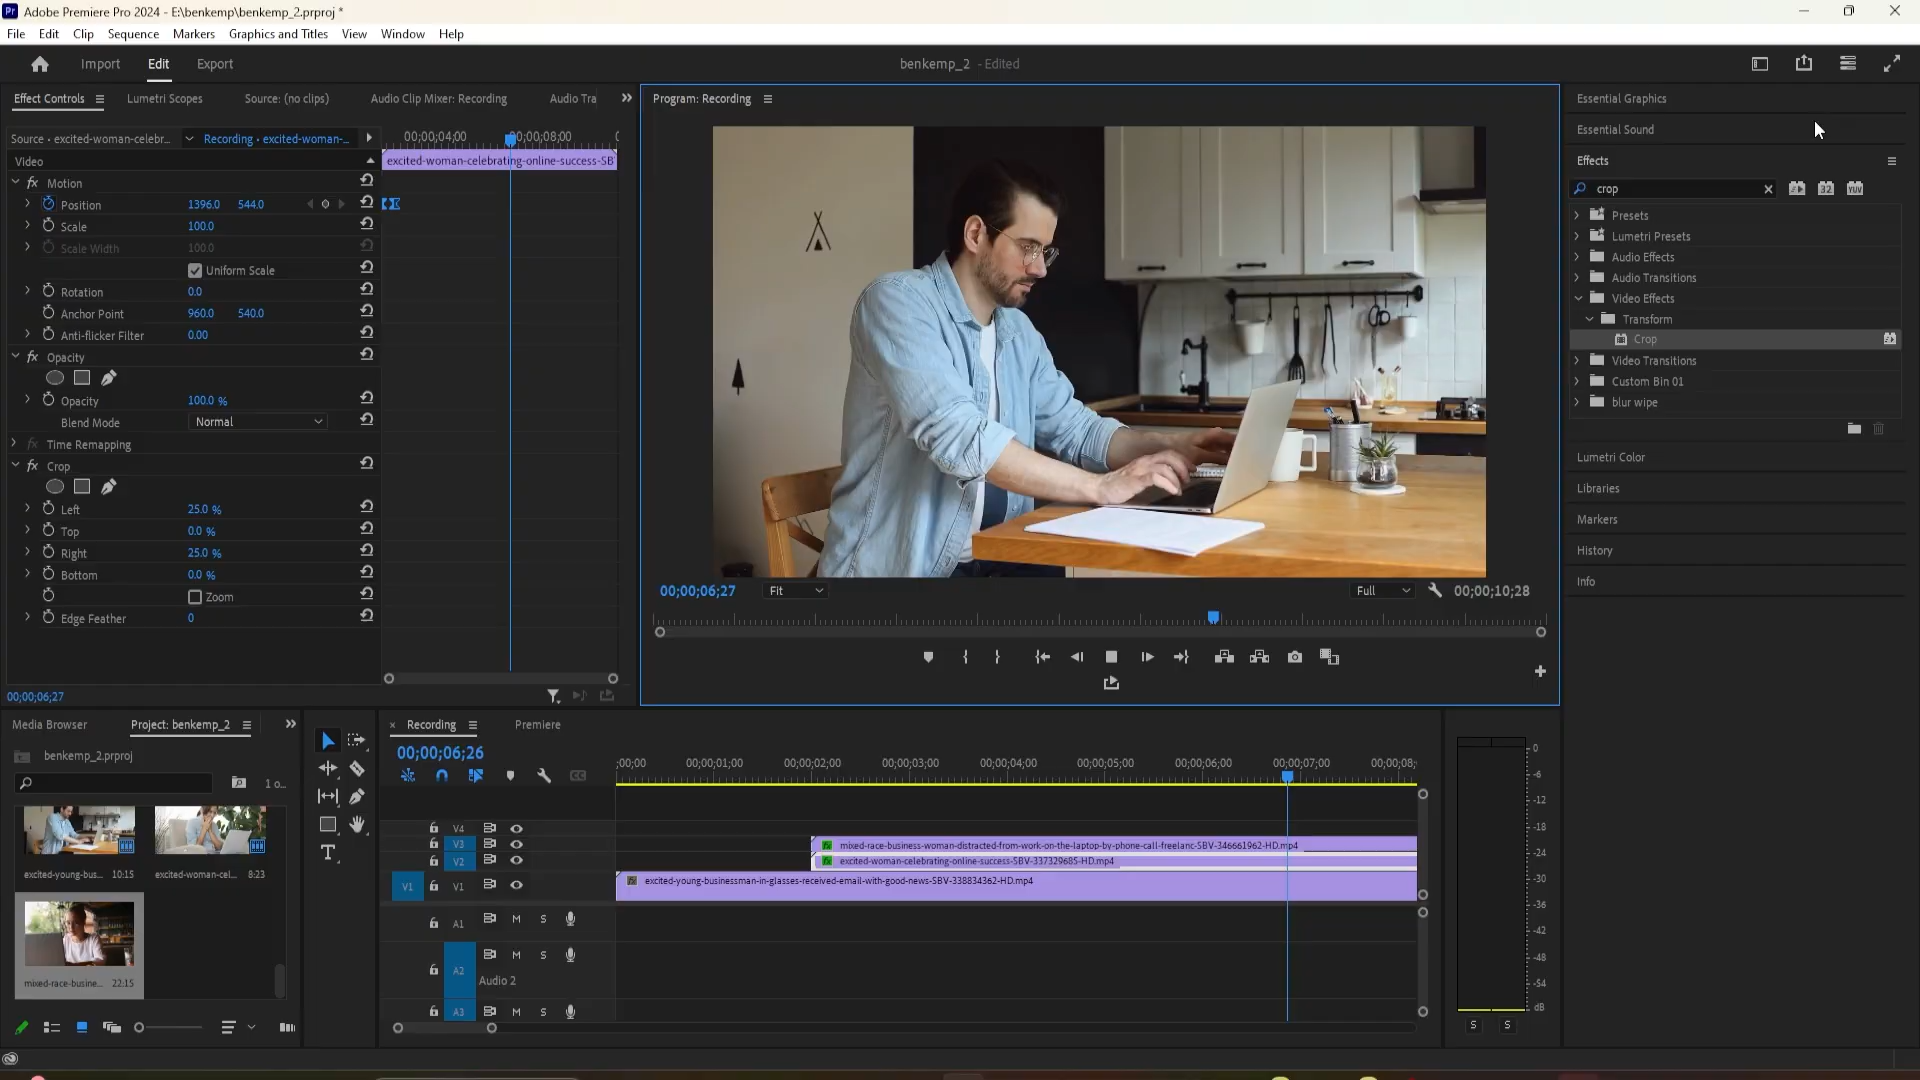 Adobe Premiere Pro 2024 - E:\benkemp\benkemp_2.prproj *
File Edit Clip Sequence Markers Graphics and Titles View Window Help
Import Edit Export
benkemp_2 - Edited
Effect Controls Lumetri Scopes Source: (no clips) Audio Clip Mixer: Recording Audio Tra
Source • excited-woman-celebr... Recording • excited-woman-...
00;00;04;00 00;00;08;00
Video
excited-woman-celebrating-online-success-SB
Motion
Position 1396.0 544.0
Scale 100.0
Scale Width 100.0
Uniform Scale
Rotation 0.0
Anchor Point 960.0 540.0
Anti-flicker Filter 0.00
Opacity
Opacity 100.0 %
Blend Mode Normal
Time Remapping
Crop
Left 25.0 %
Top 0.0 %
Right 25.0 %
Bottom 0.0 %
Zoom
Edge Feather 0
00;00;06;27
Program: Recording
00;00;06;27 Fit Full 00;00;10;28
Essential Graphics
Essential Sound
Effects
crop
32 YUV
Presets
Lumetri Presets
Audio Effects
Audio Transitions
Video Effects
Transform
Crop
Video Transitions
Custom Bin 01
blur wipe
Lumetri Color
Libraries
Markers
History
Info
Media Browser Project: benkemp_2
benkemp_2.prproj
1 o...
excited-young-bus... 10:15 excited-woman-cel... 8:23
mixed-race-busine... 22:15
Recording Premiere
00;00;06;26
;00;00 00;00;01;00 00;00;02;00 00;00;03;00 00;00;04;00 00;00;05;00 00;00;06;00 00;00;07;00 00;00;08;
V4
V3 mixed-race-business-woman-distracted-from-work-on-the-laptop-by-phone-call-freelanc-SBV-346661962-HD.mp4
V2 excited-woman-celebrating-online-success-SBV-337329685-HD.mp4
V1 V1 excited-young-businessman-in-glasses-received-email-with-good-news-SBV-338834362-HD.mp4
A1 M S
A2 M S
Audio 2
A3 M S
0
-6
-12
-18
-24
-30
-36
-42
-48
-54
dB
S S